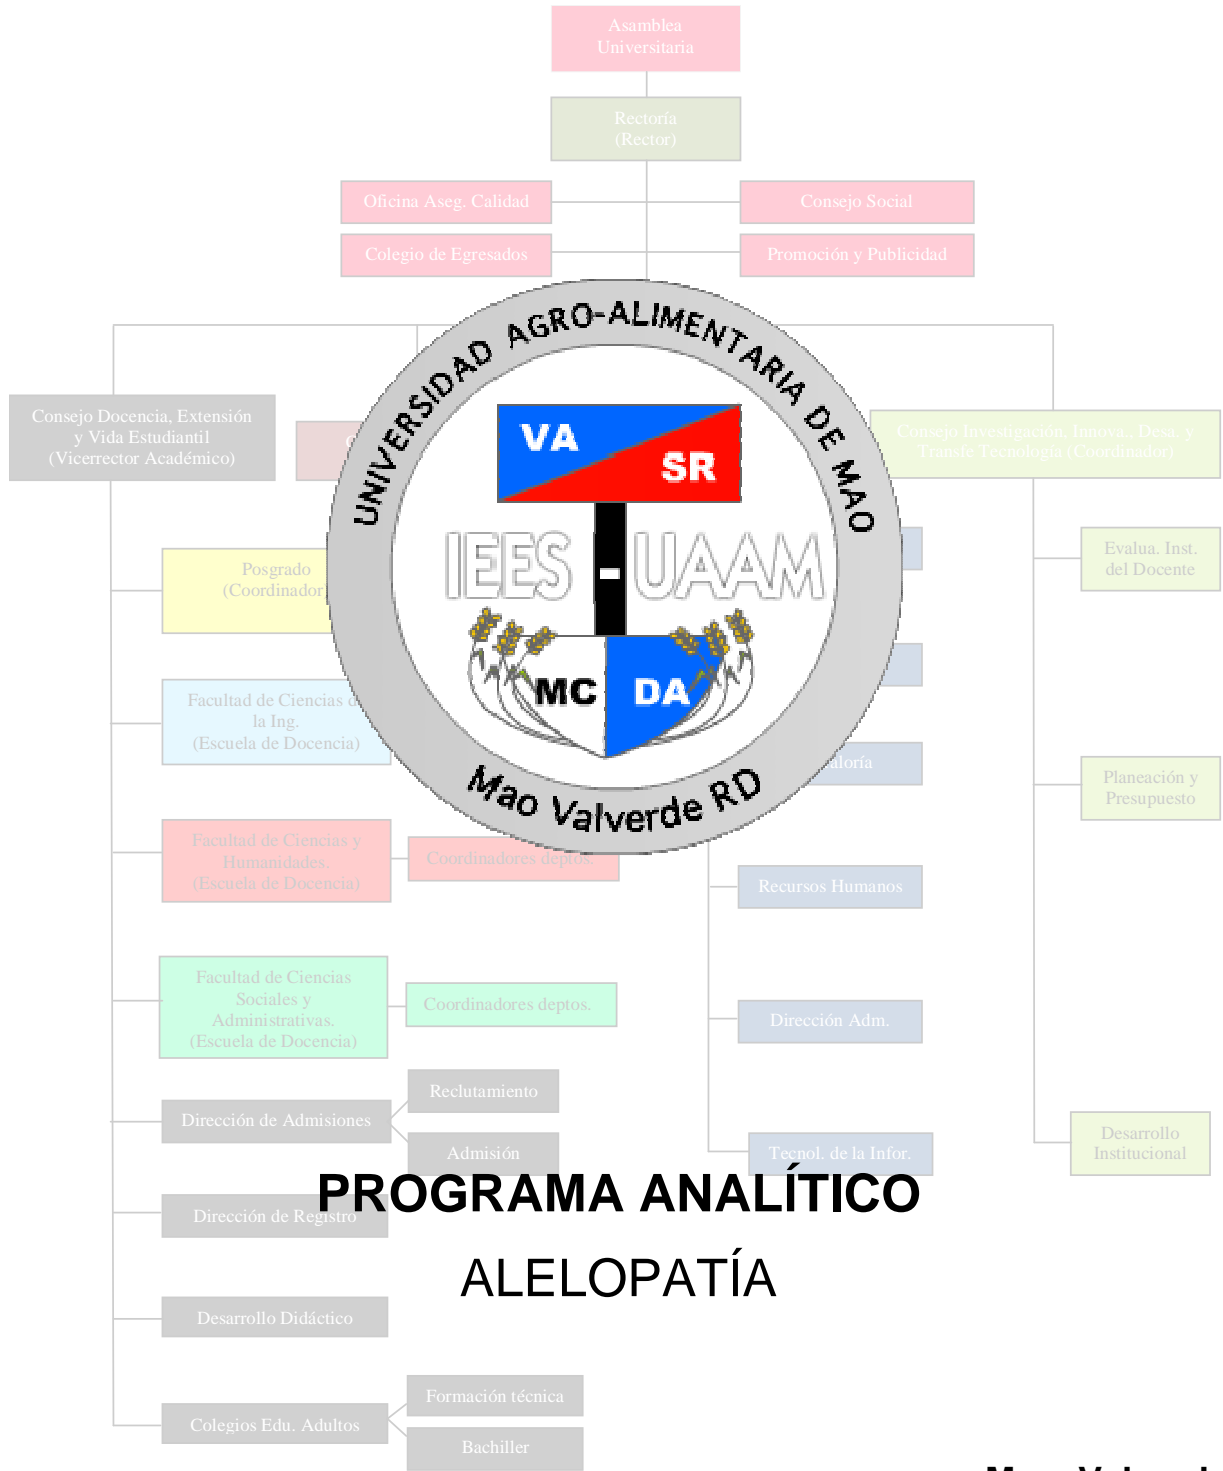 Asamblea
Universitaria
Rectoría
(Rector)
Oficina Aseg. Calidad
Consejo Social
Colegio de Egresados
Promoción y Publicidad
UNIVERSIDAD AGRO-ALIMENTARIA DE MAO
Consejo Docencia, Extensión
y Vida Estudiantil
(Vicerrector Académico)
Consejo Investigación, Innova., Desa. y
Transfe Tecnología (Coordinador)
VA
SR
IEES - UAAM
MC
DA
Mao Valverde RD
Posgrado
(Coordinador
Evalua. Inst.
del Docente
Facultad de Ciencias
la Ing.
(Escuela de Docencia)
Planeación y
Presupuesto
Facultad de Ciencias y
Humanidades.
(Escuela de Docencia)
Coordinadores deptos.
Recursos Humanos
Facultad de Ciencias
Sociales y
Administrativas.
(Escuela de Docencia)
Coordinadores deptos.
Dirección Adm.
Dirección de Admisiones
Reclutamiento
Admisión
Tecnol. de la Infor.
Desarrollo
Institucional
PROGRAMA ANALÍTICO
Dirección de Registro
ALELOPATÍA
Desarrollo Didáctico
Colegios Edu. Adultos
Formación técnica
Bachiller